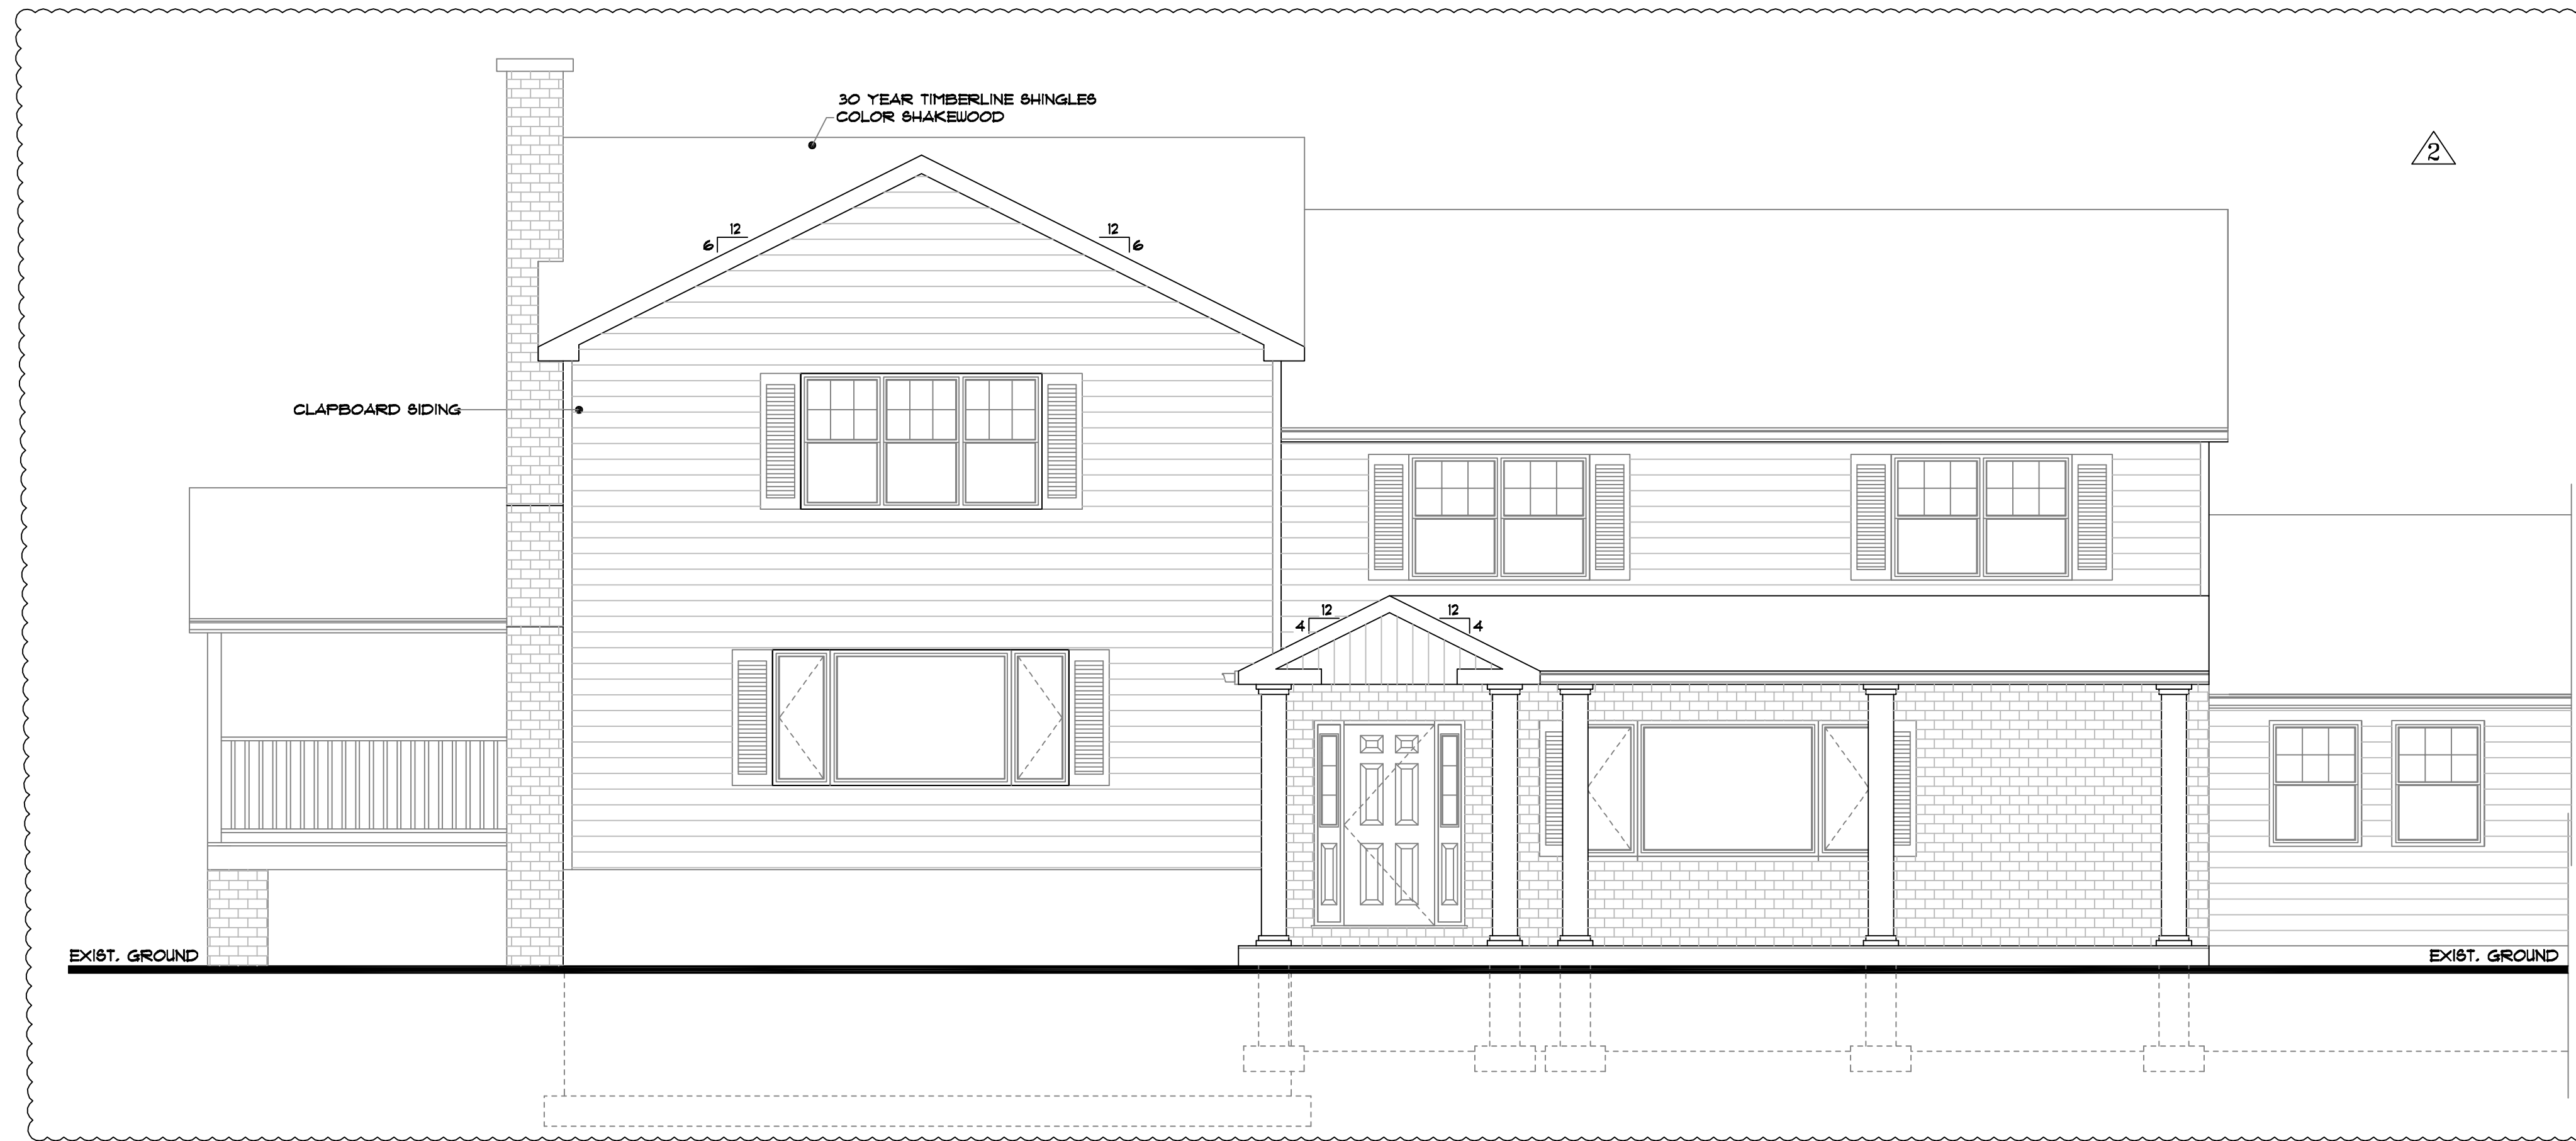 30 YEAR TIMBERLINE SHINGLES
COLOR SHAKEWOOD
2
12
6
12
6
CLAPBOARD SIDING
12
4
12
4
EXIST. GROUND
EXIST. GROUND